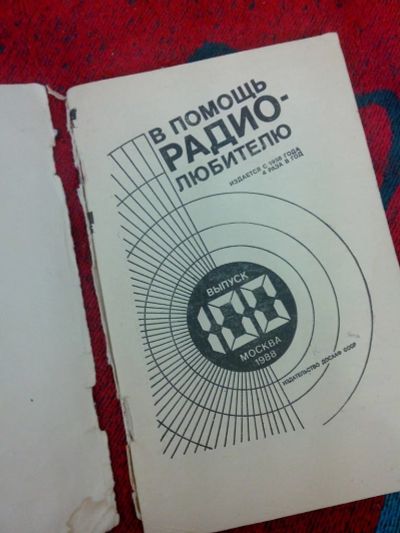 В ПОМОЩЬ
РАДИО-
ЛЮБИТЕЛЮ
ИЗДАЕТСЯ С 1956 ГОДА
4 РАЗА В ГОД
ВЫПУСК
100
МОСКВА
1988
ИЗДАТЕЛЬСТВО ДОСААФ СССР